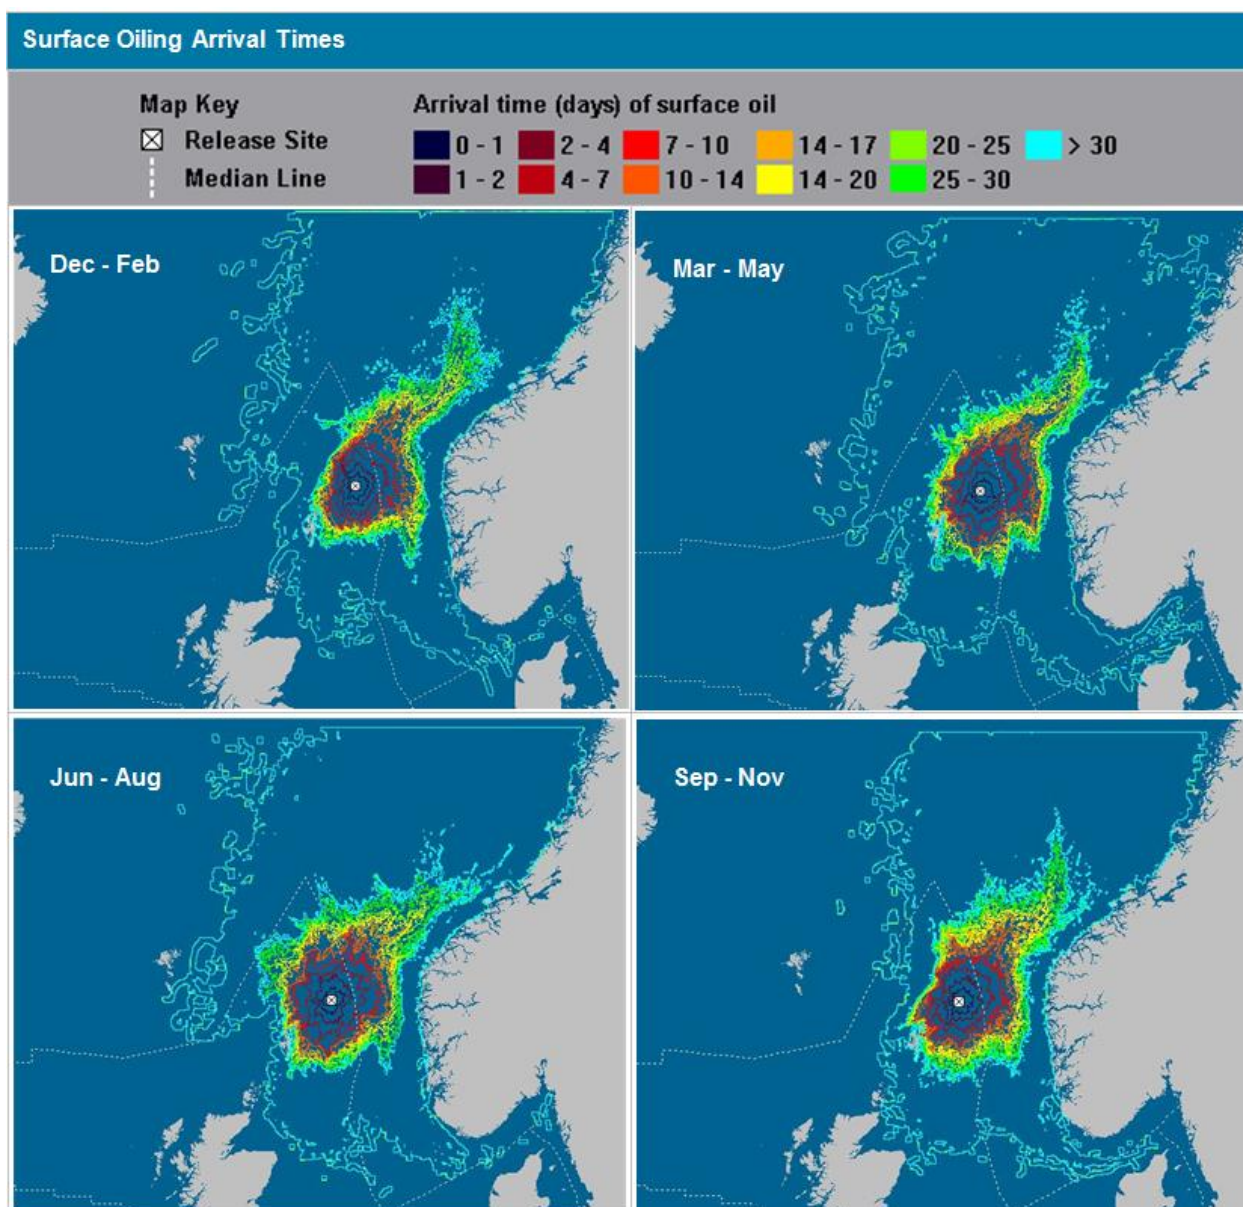 Surface Oiling Arrival Times
Map Key
Release Site
Median Line
Arrival time (days) of surface oil
0 - 1 2 - 4 7 - 10 14 - 17 20 - 25 > 30
1 - 2 4 - 7 10 - 14 14 - 20 25 - 30
Dec - Feb
Mar - May
Jun - Aug
Sep - Nov